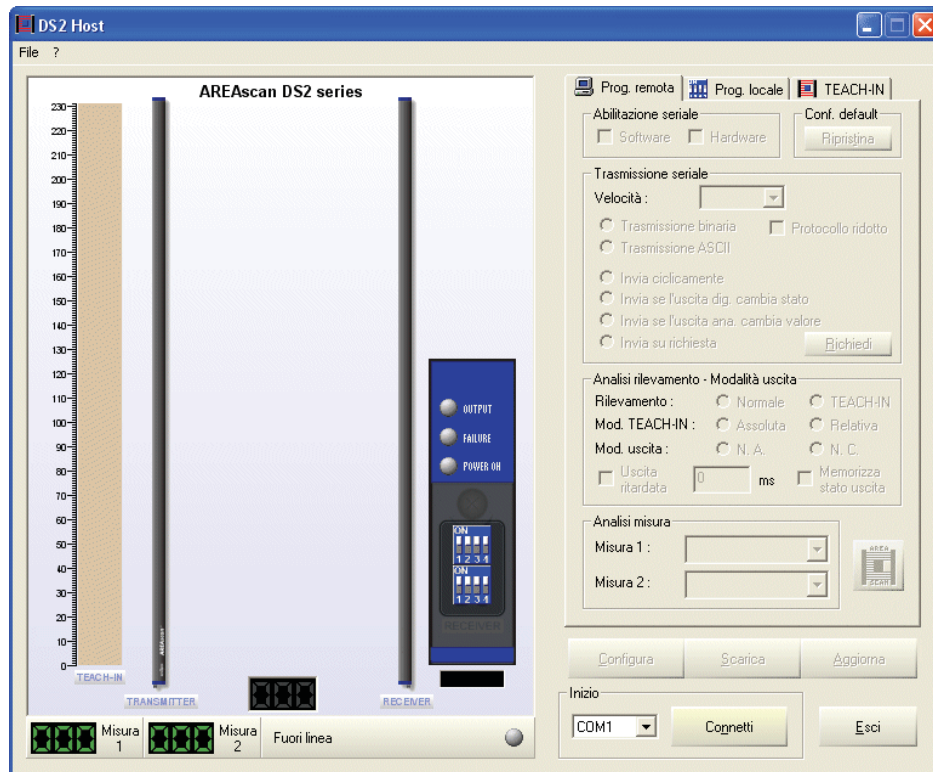 DS2 Host
File ?
AREAscan DS2 series
230
220
210
200
190
180
170
160
150
140
130
120
110
100
90
80
70
60
50
40
30
20
10
0
TEACH-IN
TRANSMITTER
AREAscan
RECEIVER
OUTPUT
FAILURE
POWER ON
ON
1 2 3 4
ON
1 2 3 4
RECEIVER
Misura 1
Misura 2
Fuori linea
Prog. remota
Prog. locale
TEACH-IN
Abilitazione seriale
Software
Hardware
Conf. default
Ripristina
Trasmissione seriale
Velocità :
Trasmissione binaria
Protocollo ridotto
Trasmissione ASCII
Invia ciclicamente
Invia se l'uscita dig. cambia stato
Invia se l'uscita ana. cambia valore
Invia su richiesta
Richiedi
Analisi rilevamento - Modalità uscita
Rilevamento : Normale TEACH-IN
Mod. TEACH-IN : Assoluta Relativa
Mod. uscita : N. A. N. C.
Uscita ritardata
0 ms
Memorizza stato uscita
Analisi misura
Misura 1 :
Misura 2 :
AREA
SCAN
Configura
Scarica
Aggiorna
Inizio
COM1
Connetti
Esci